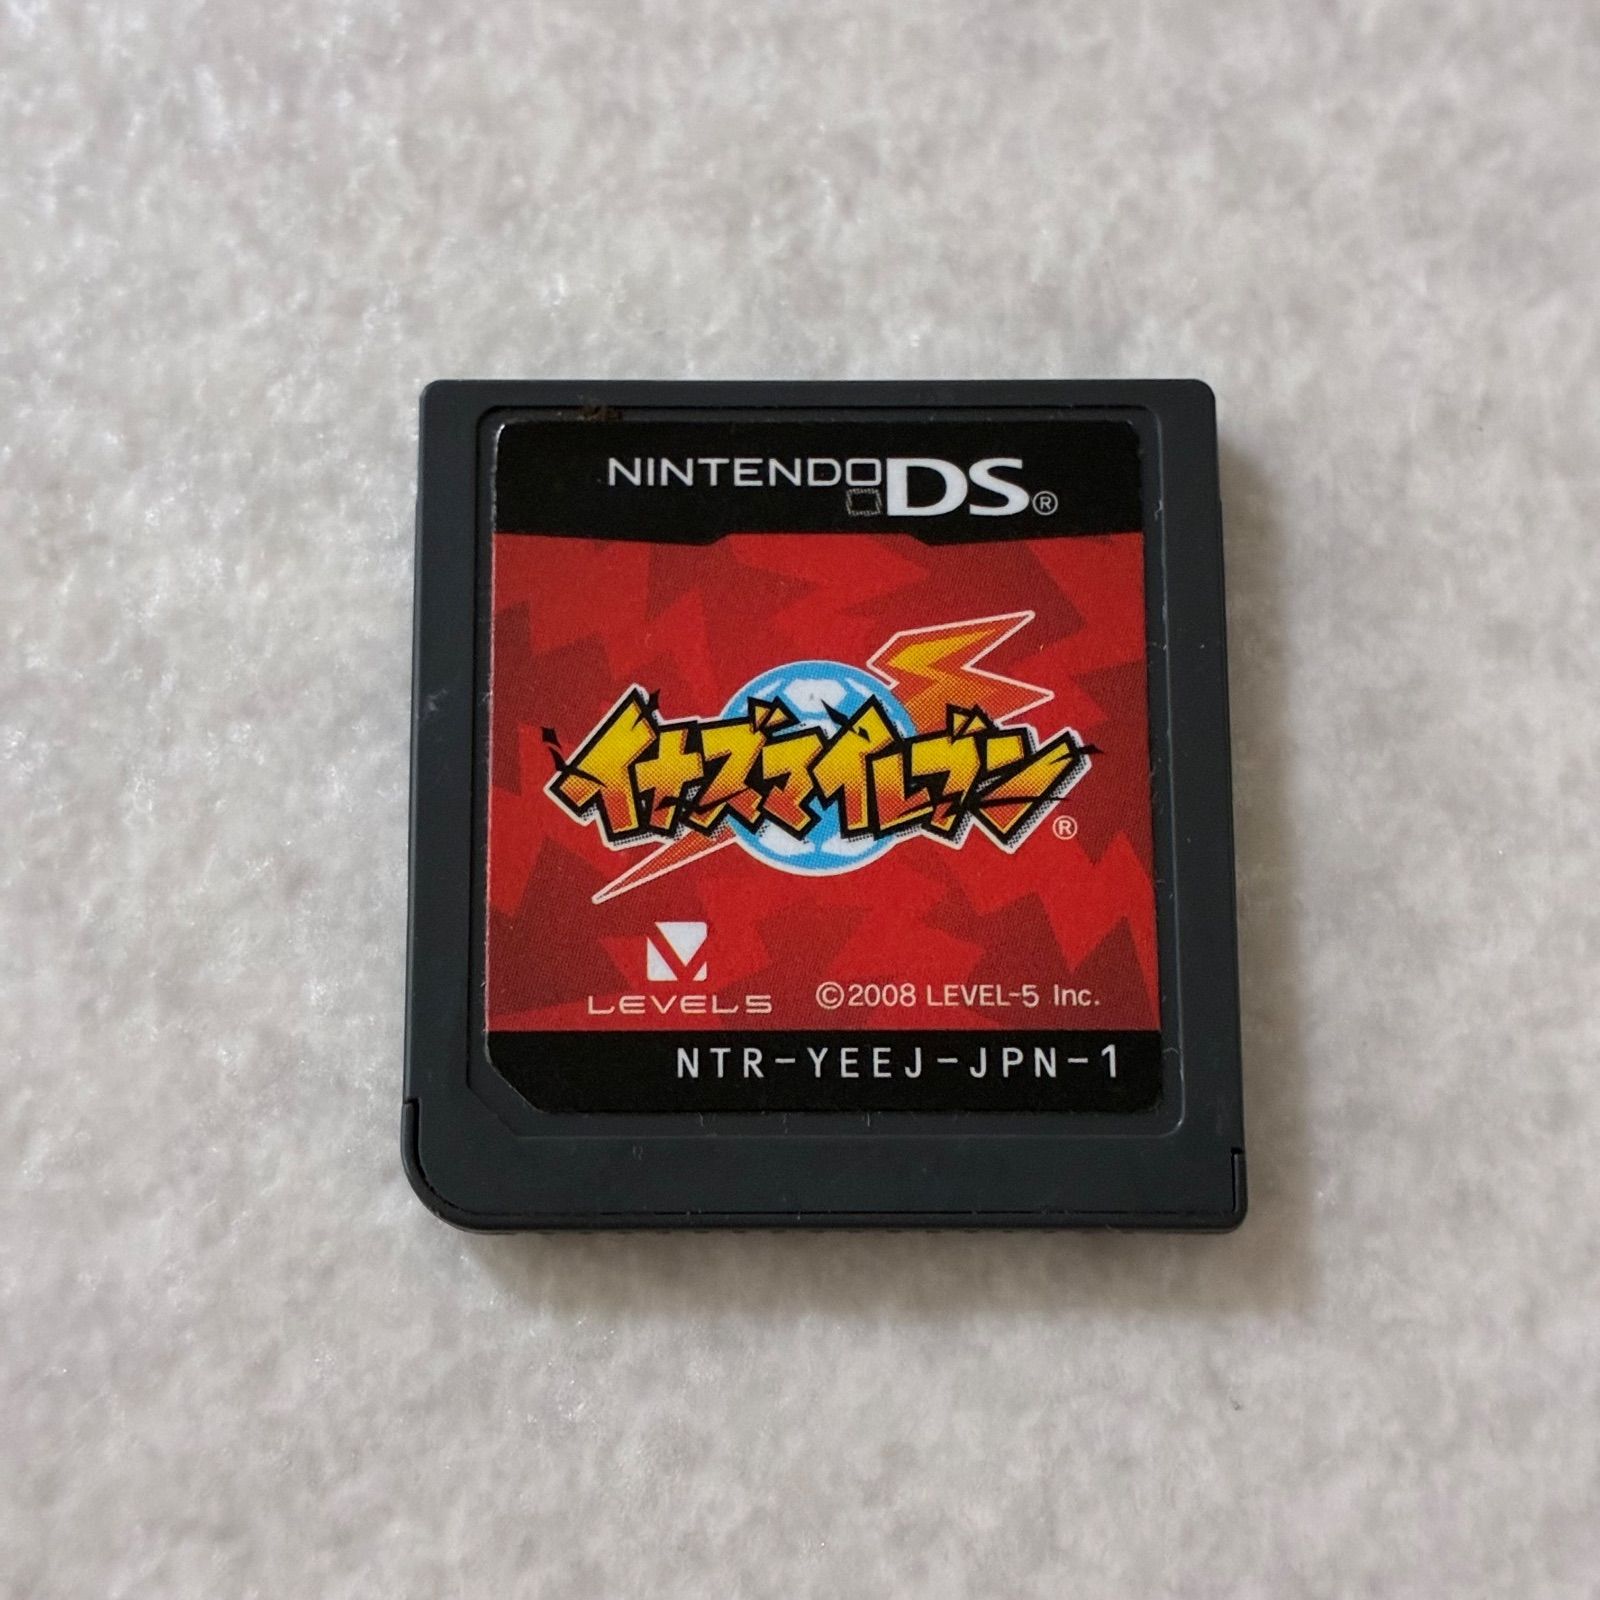 NINTENDO DS®
イナズマイレブン®
LEVEL5
©2008 LEVEL-5 Inc.
NTR-YEEJ-JPN-1